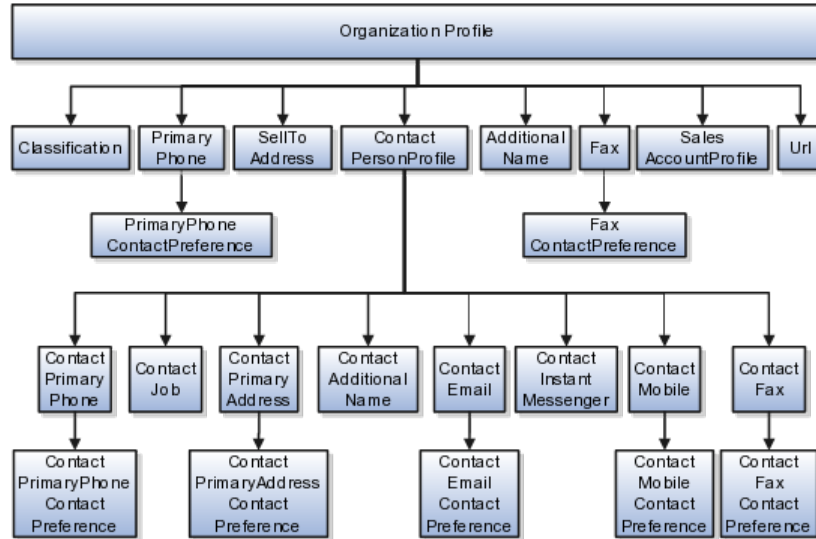 Organization Profile
Classification
Primary
Phone
SellTo
Address
Contact
PersonProfile
Additional
Name
Fax
Sales
AccountProfile
Url
PrimaryPhone
ContactPreference
Fax
ContactPreference
Contact
Primary
Phone
Contact
Job
Contact
Primary
Address
Contact
Additional
Name
Contact
Email
Contact
Instant
Messenger
Contact
Mobile
Contact
Fax
Contact
PrimaryPhone
Contact
Preference
Contact
PrimaryAddress
Contact
Preference
Contact
Email
Contact
Preference
Contact
Mobile
Contact
Preference
Contact
Fax
Contact
Preference